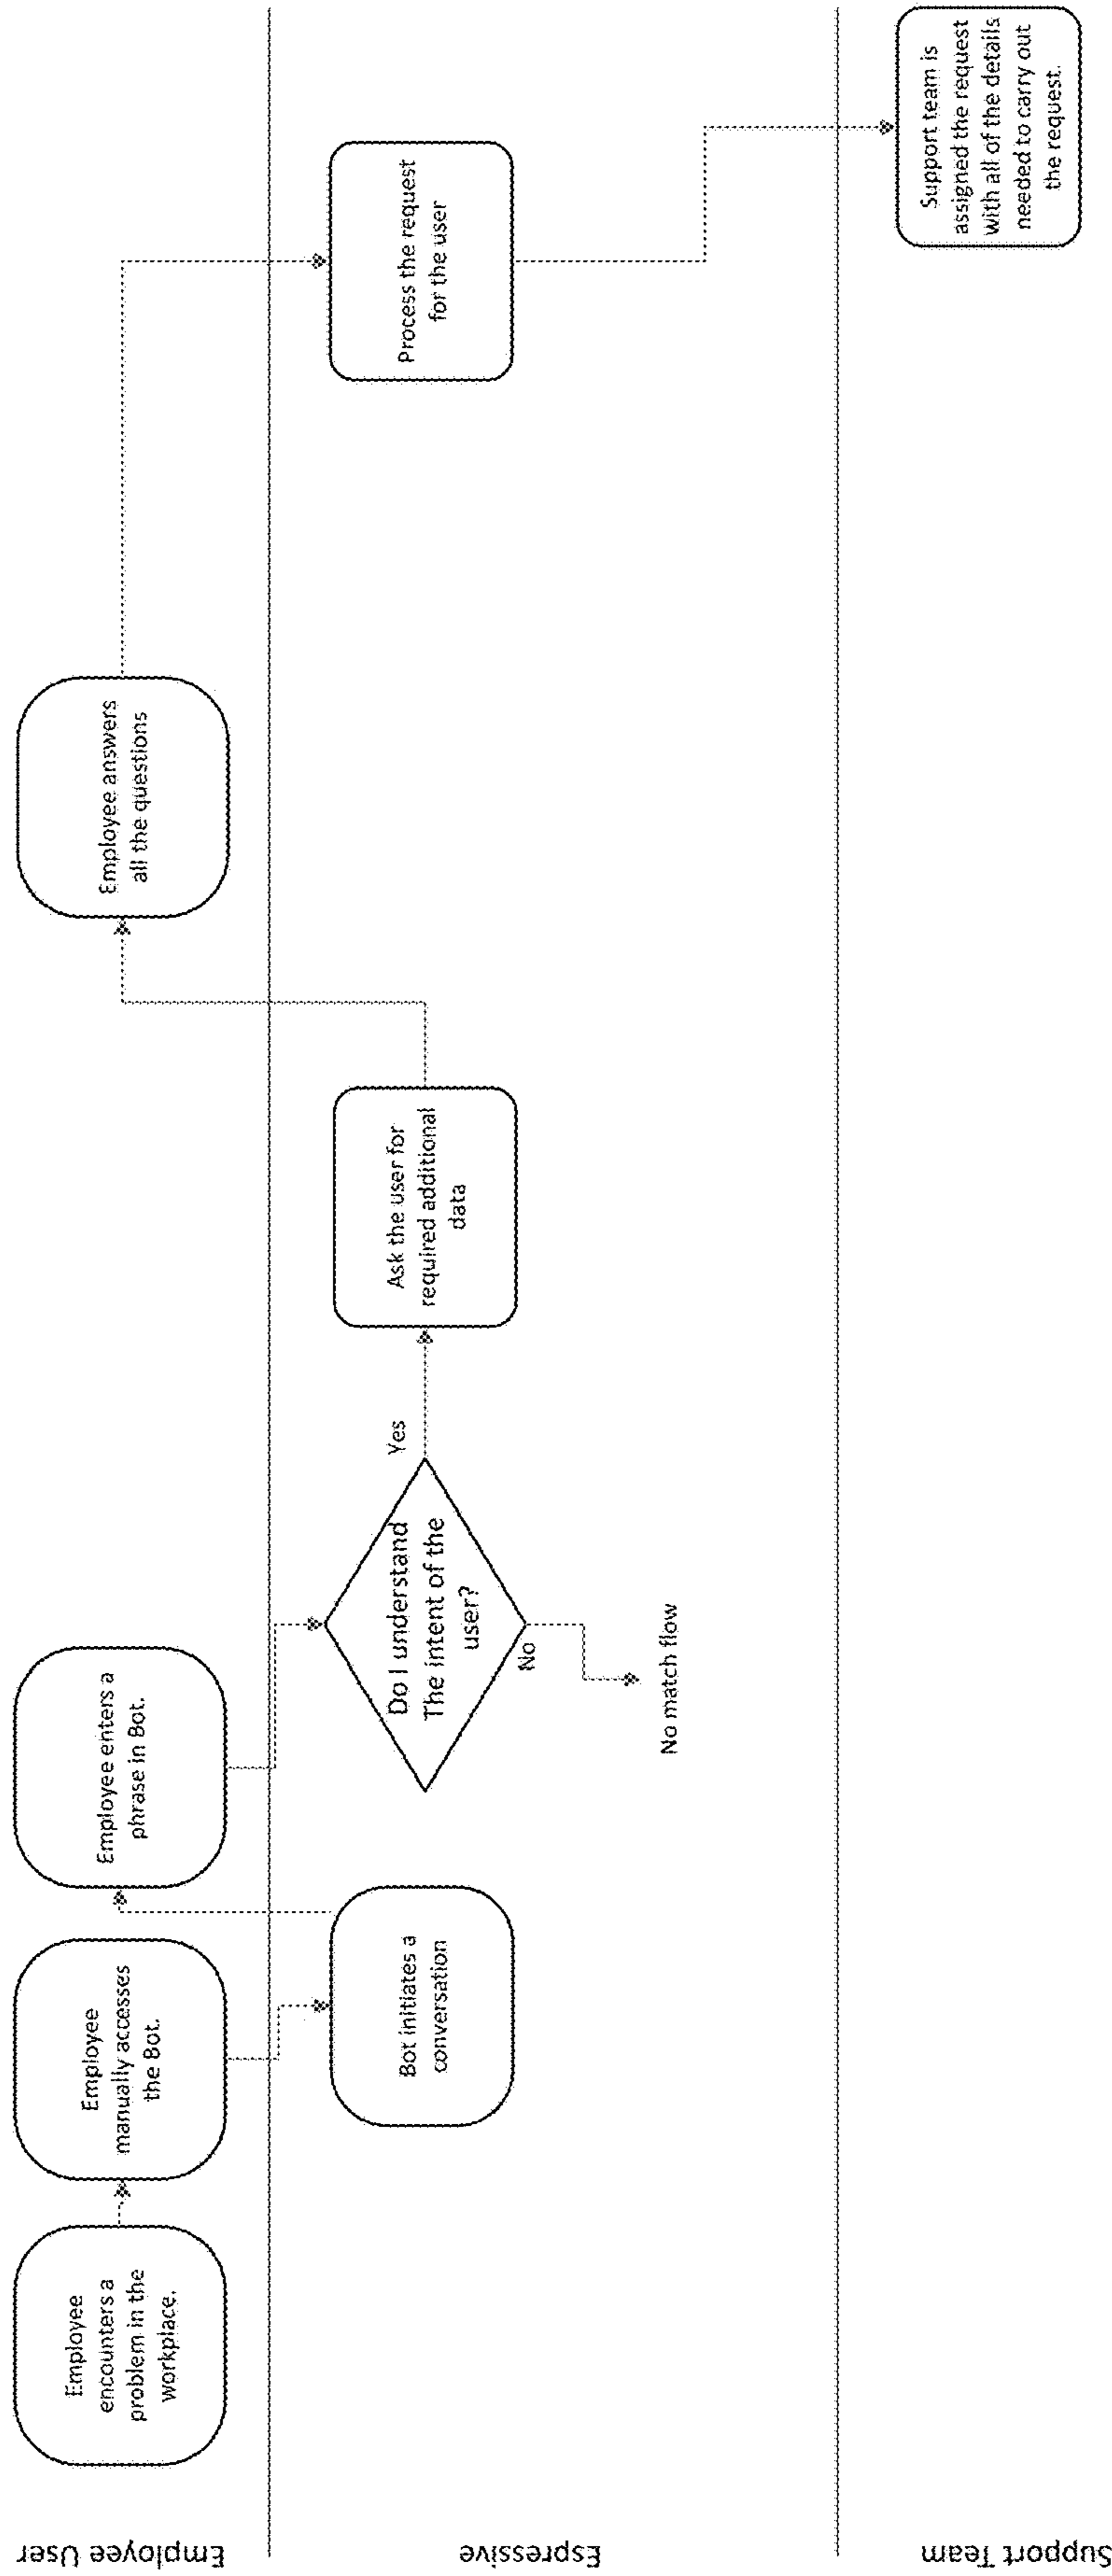 Employee User
Employee
encounters a
problem in the
workplace.
Employee
manually accesses
the Bot.
Employee enters a
phrase in Bot.
Employee answers
all the questions
Espressive
Bot initiates a
conversation
Do I understand
The intent of the
user?
Yes
No
No match flow
Ask the user for
required additional
data
Process the request
for the user
Support Team
Support team is
assigned the request
with all of the details
needed to carry out
the request.